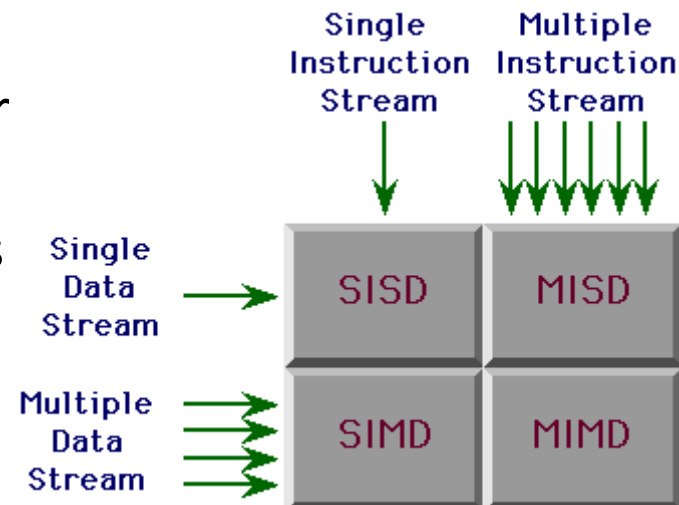 Single
Instruction
Stream
Multiple
Instruction
Stream
r
s
Single
Data
Stream
SISD
MISD
Multiple
Data
Stream
SIMD
MIMD